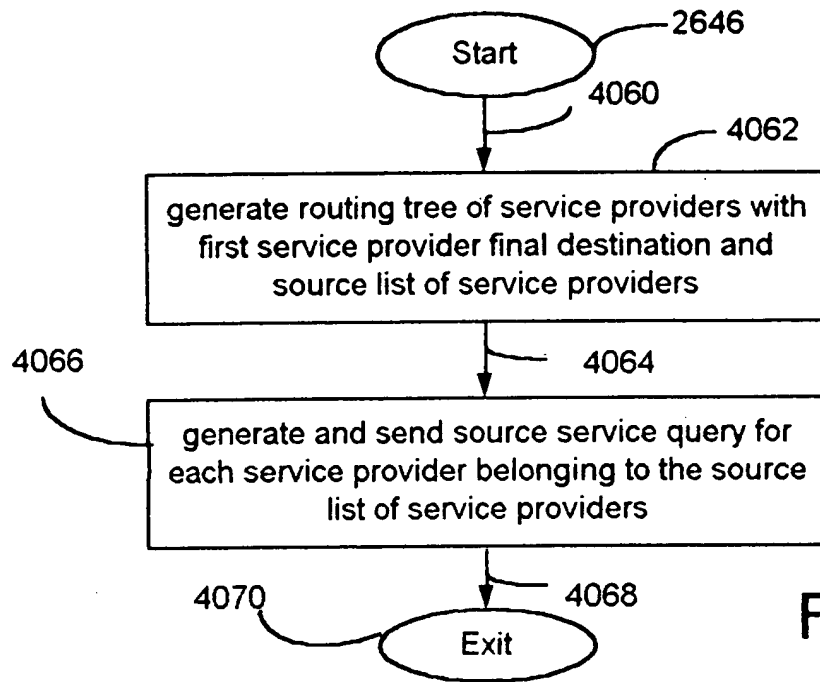 Start
2646
4060
4062
generate routing tree of service providers with
first service provider final destination and
source list of service providers
4064
4066
generate and send source service query for
each service provider belonging to the source
list of service providers
4068
4070
Exit
F